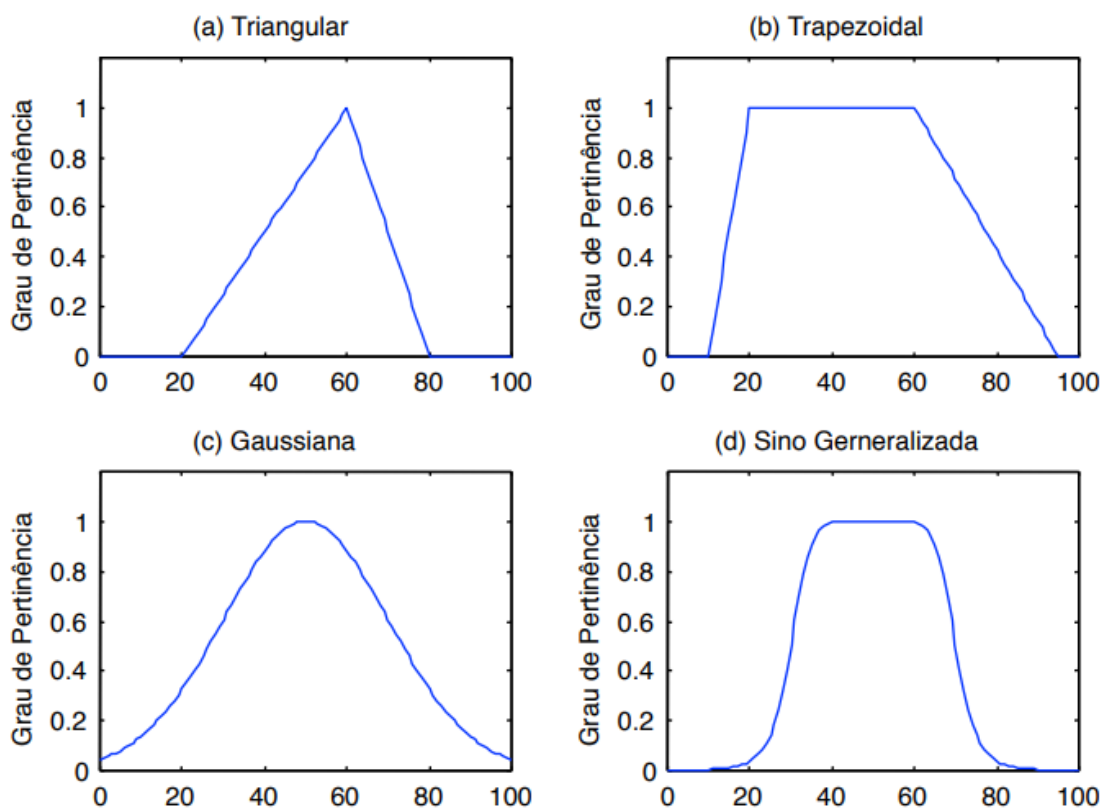 (a) Triangular
Grau de Pertinência
1
0.8
0.6
0.4
0.2
0
0 20 40 60 80 100
(b) Trapezoidal
Grau de Pertinência
1
0.8
0.6
0.4
0.2
0
0 20 40 60 80 100
(c) Gaussiana
Grau de Pertinência
1
0.8
0.6
0.4
0.2
0
0 20 40 60 80 100
(d) Sino Gerneralizada
Grau de Pertinência
1
0.8
0.6
0.4
0.2
0
0 20 40 60 80 100